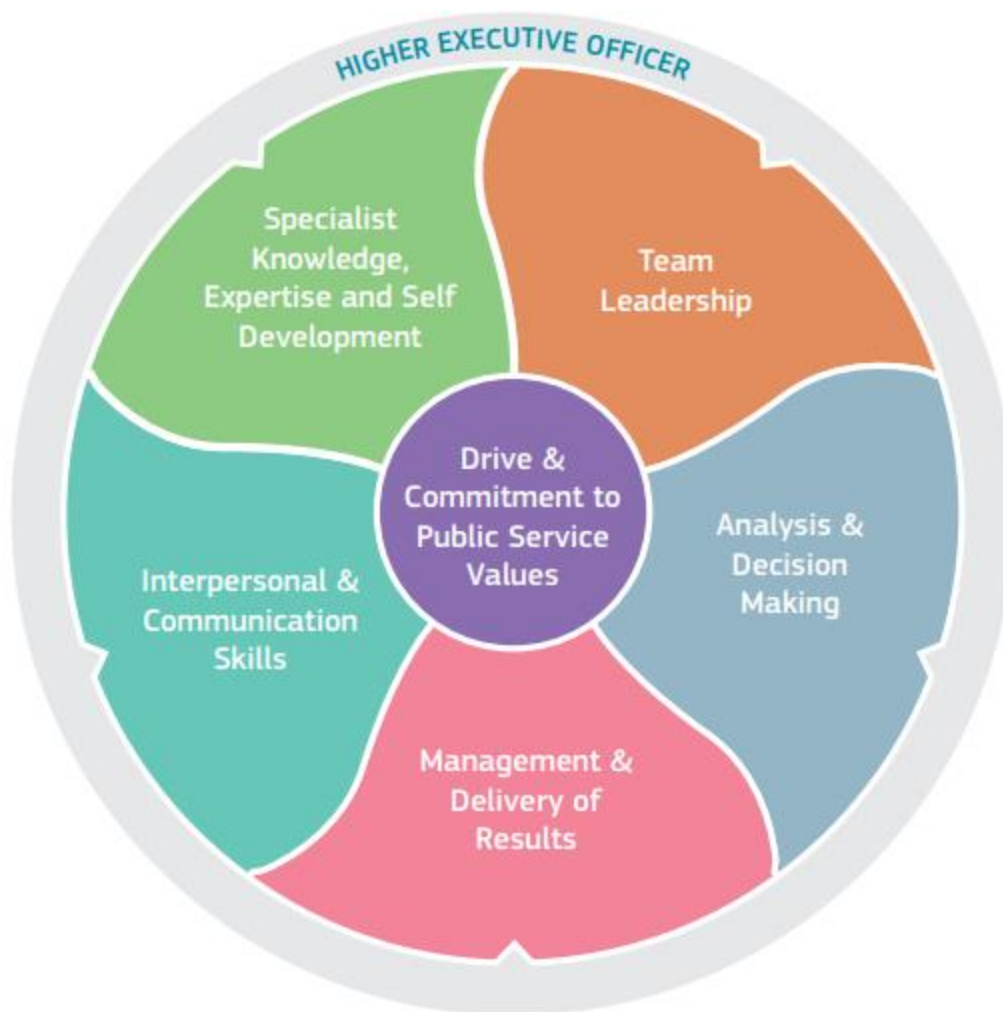 HIGHER EXECUTIVE OFFICER
Specialist
Knowledge,
Expertise and Self
Development
Team
Leadership
Drive &
Commitment to
Public Service
Values
Analysis &
Decision
Making
Interpersonal &
Communication
Skills
Management &
Delivery of
Results